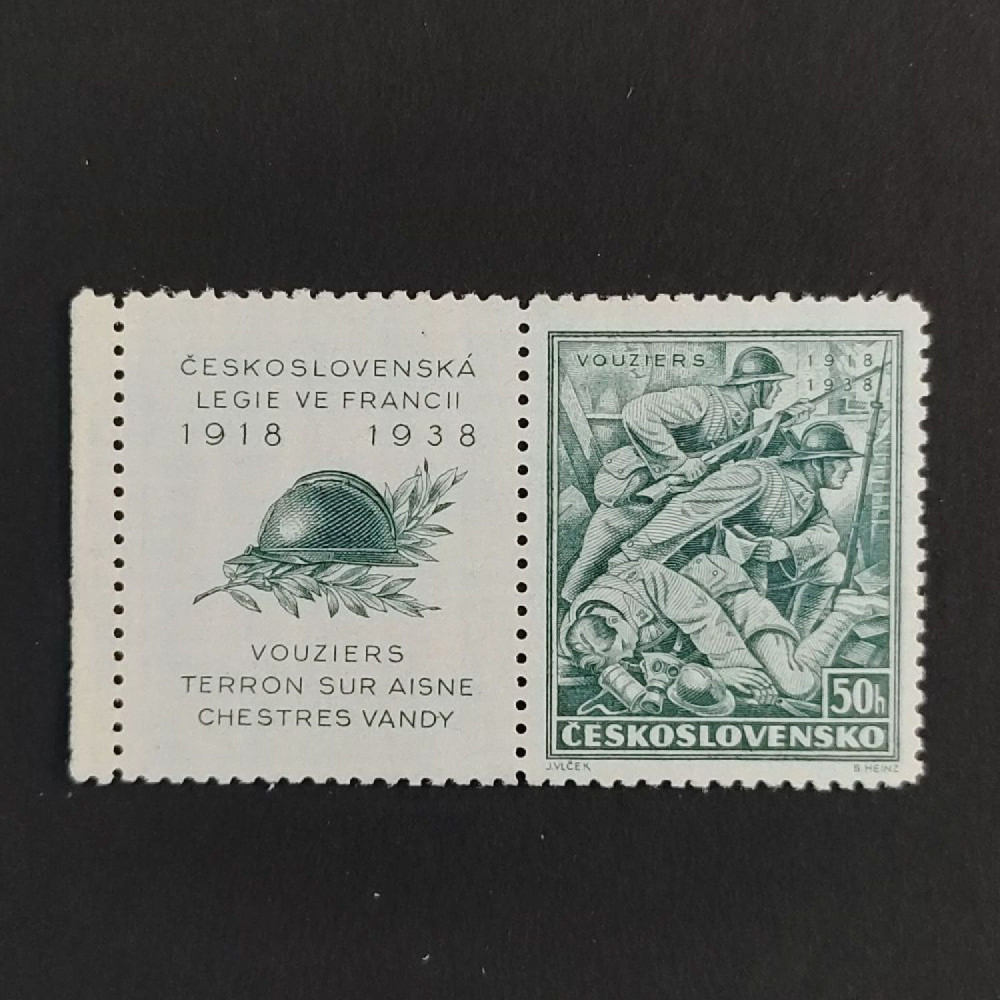 ČESKOSLOVENSKÁ
LEGIE VE FRANCII
1918 1938
VOUZIERS
TERRON SUR AISNE
CHESTRES VANDY
VOUZIERS 1918
1938
50h
ČESKOSLOVENSKO
J.VLČEK B.HEINZ